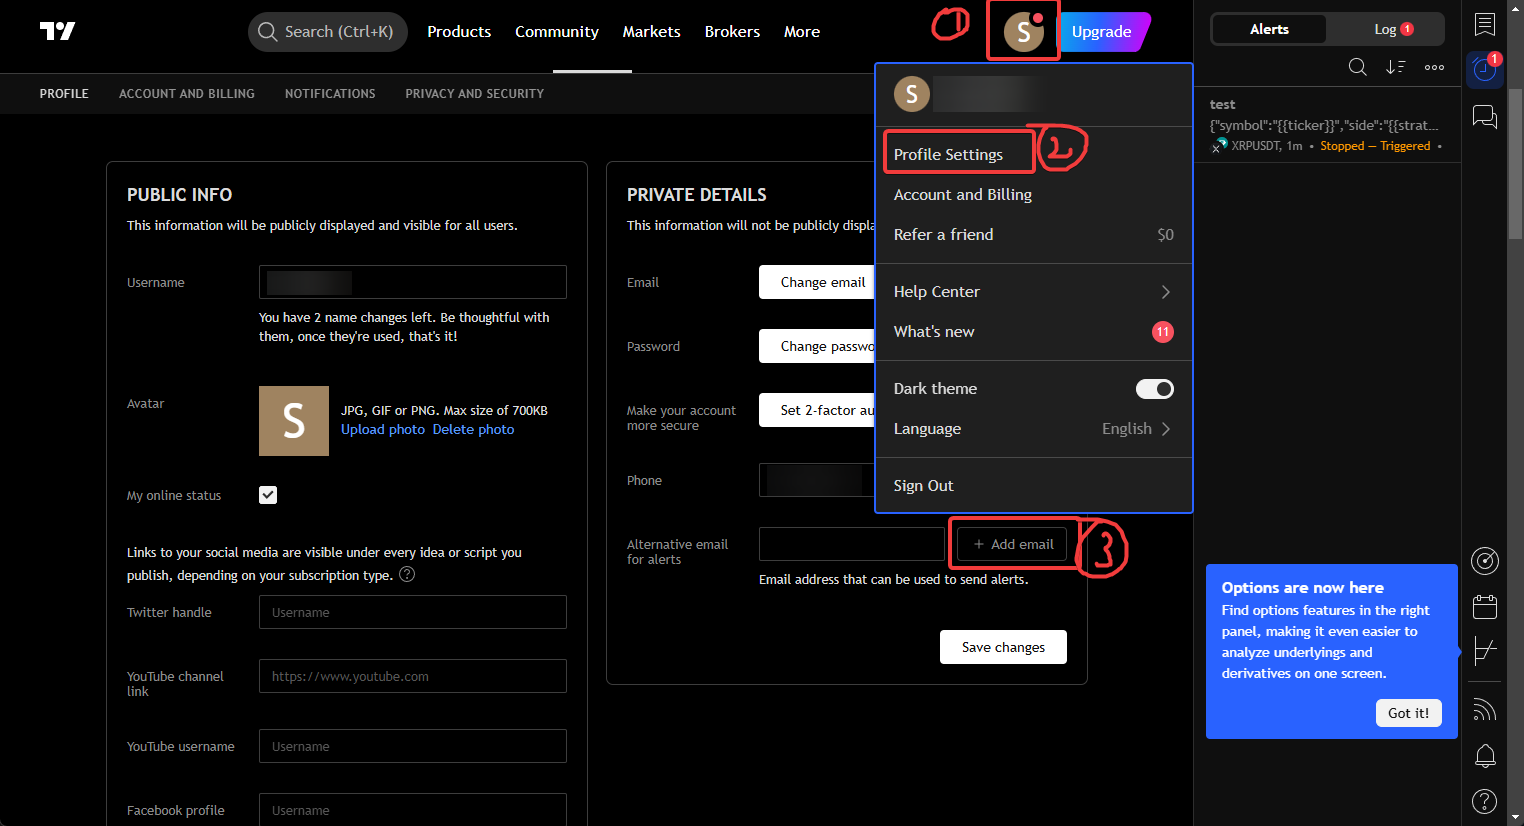 Search (Ctrl+K)
Products
Community
Markets
Brokers
More
1
S
Upgrade
Alerts
Log 1
PROFILE
ACCOUNT AND BILLING
NOTIFICATIONS
PRIVACY AND SECURITY
S
Profile Settings
2
Account and Billing
Refer a friend
$0
Help Center
What's new
11
Dark theme
Language
English
Sign Out
PUBLIC INFO
This information will be publicly displayed and visible for all users.
Username
You have 2 name changes left. Be thoughtful with
them, once they're used, that's it!
Avatar
S
JPG, GIF or PNG. Max size of 700KB
Upload photo Delete photo
My online status
Links to your social media are visible under every idea or script you
publish, depending on your subscription type. ?
Twitter handle
Username
YouTube channel
link
https://www.youtube.com
YouTube username
Username
Facebook profile
Username
PRIVATE DETAILS
This information will not be publicly displa
Email
Change email
Password
Change passwo
Make your account
more secure
Set 2-factor au
Phone
Alternative email
for alerts
+ Add email
3
Email address that can be used to send alerts.
Save changes
test
{"symbol":"{{ticker}}","side":"{{strat...
XRPUSDT, 1m • Stopped — Triggered •
1
Options are now here
Find options features in the right
panel, making it even easier to
analyze underlyings and
derivatives on one screen.
Got it!
?